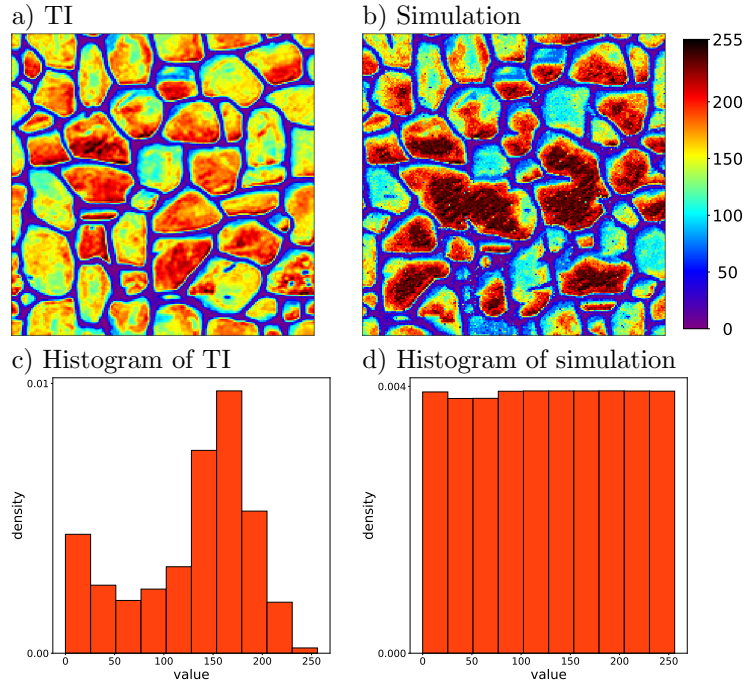 a) TI
b) Simulation
255
200
150
100
50
0
c) Histogram of TI
d) Histogram of simulation
0.01
density
0.00
0 50 100 150 200 250
value
0.004
density
0.000
0 50 100 150 200 250
value